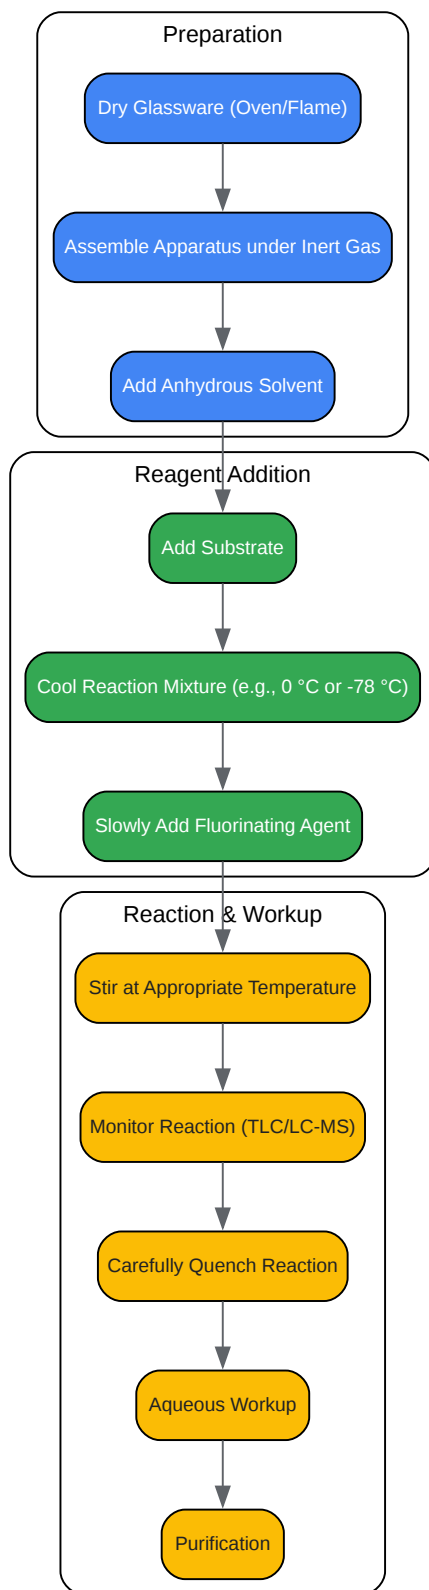 Preparation
Dry Glassware (Oven/Flame)
Assemble Apparatus under Inert Gas
Add Anhydrous Solvent
Reagent Addition
Add Substrate
Cool Reaction Mixture (e.g., 0 °C or -78 °C)
Slowly Add Fluorinating Agent
Reaction & Workup
Stir at Appropriate Temperature
Monitor Reaction (TLC/LC-MS)
Carefully Quench Reaction
Aqueous Workup
Purification